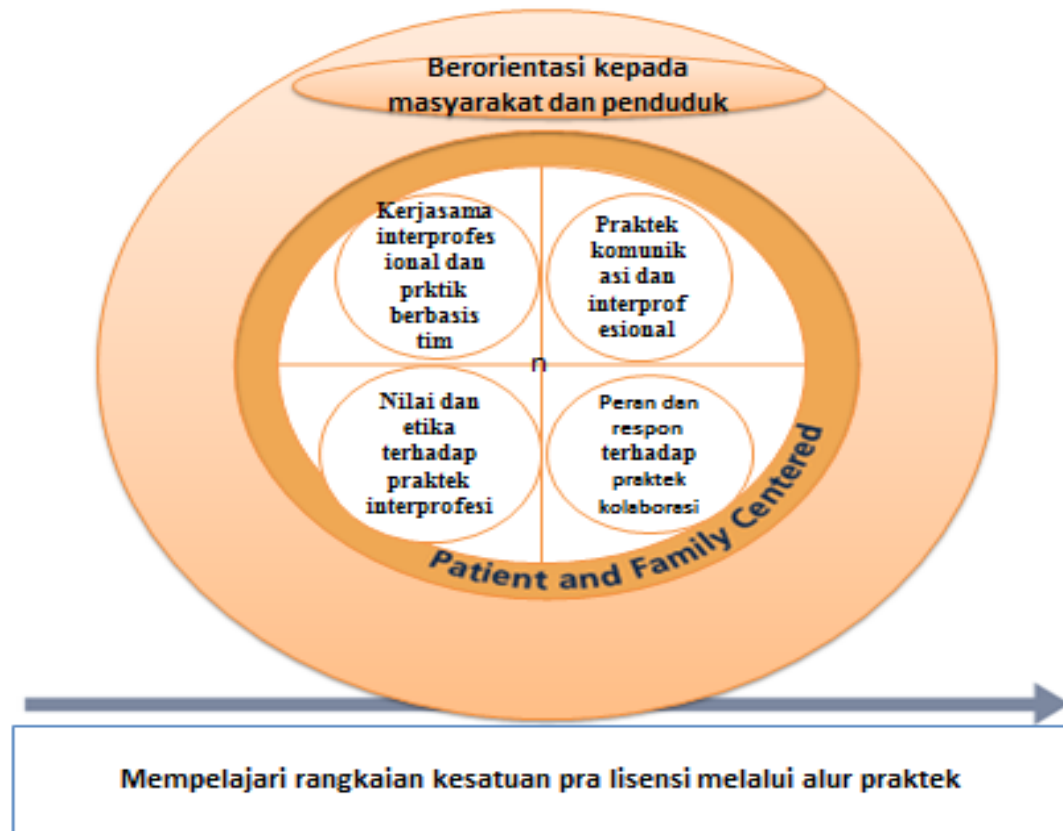 Berorientasi kepada
masyarakat dan penduduk
Kerjasama
interprofes
ional dan
prktik
berbasis
tim
Praktek
komunik
asi dan
interprof
esional
n
Nilai dan
etika
terhadap
praktek
interprofesi
Peran dan
respon
terhadap
praktek
kolaborasi
Patient and Family Centered
Mempelajari rangkaian kesatuan pra lisensi melalui alur praktek